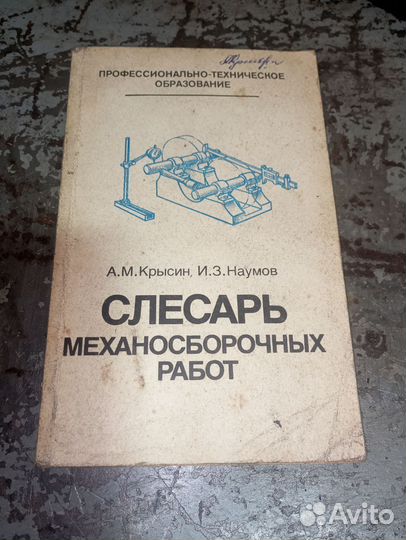 ПРОФЕССИОНАЛЬНО-ТЕХНИЧЕСКОЕ
ОБРАЗОВАНИЕ
А.М.Крысин, И.З.Наумов
СЛЕСАРЬ
МЕХАНОСБОРОЧНЫХ
РАБОТ
Avito